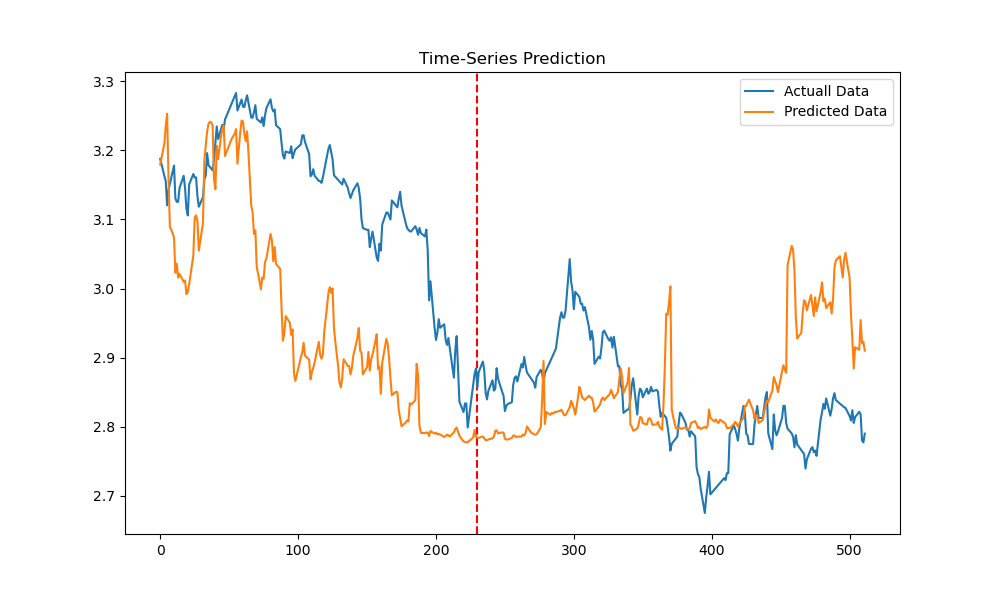 Time-Series Prediction
Actuall Data
Predicted Data
3.3
3.2
3.1
3.0
2.9
2.8
2.7
0 100 200 300 400 500